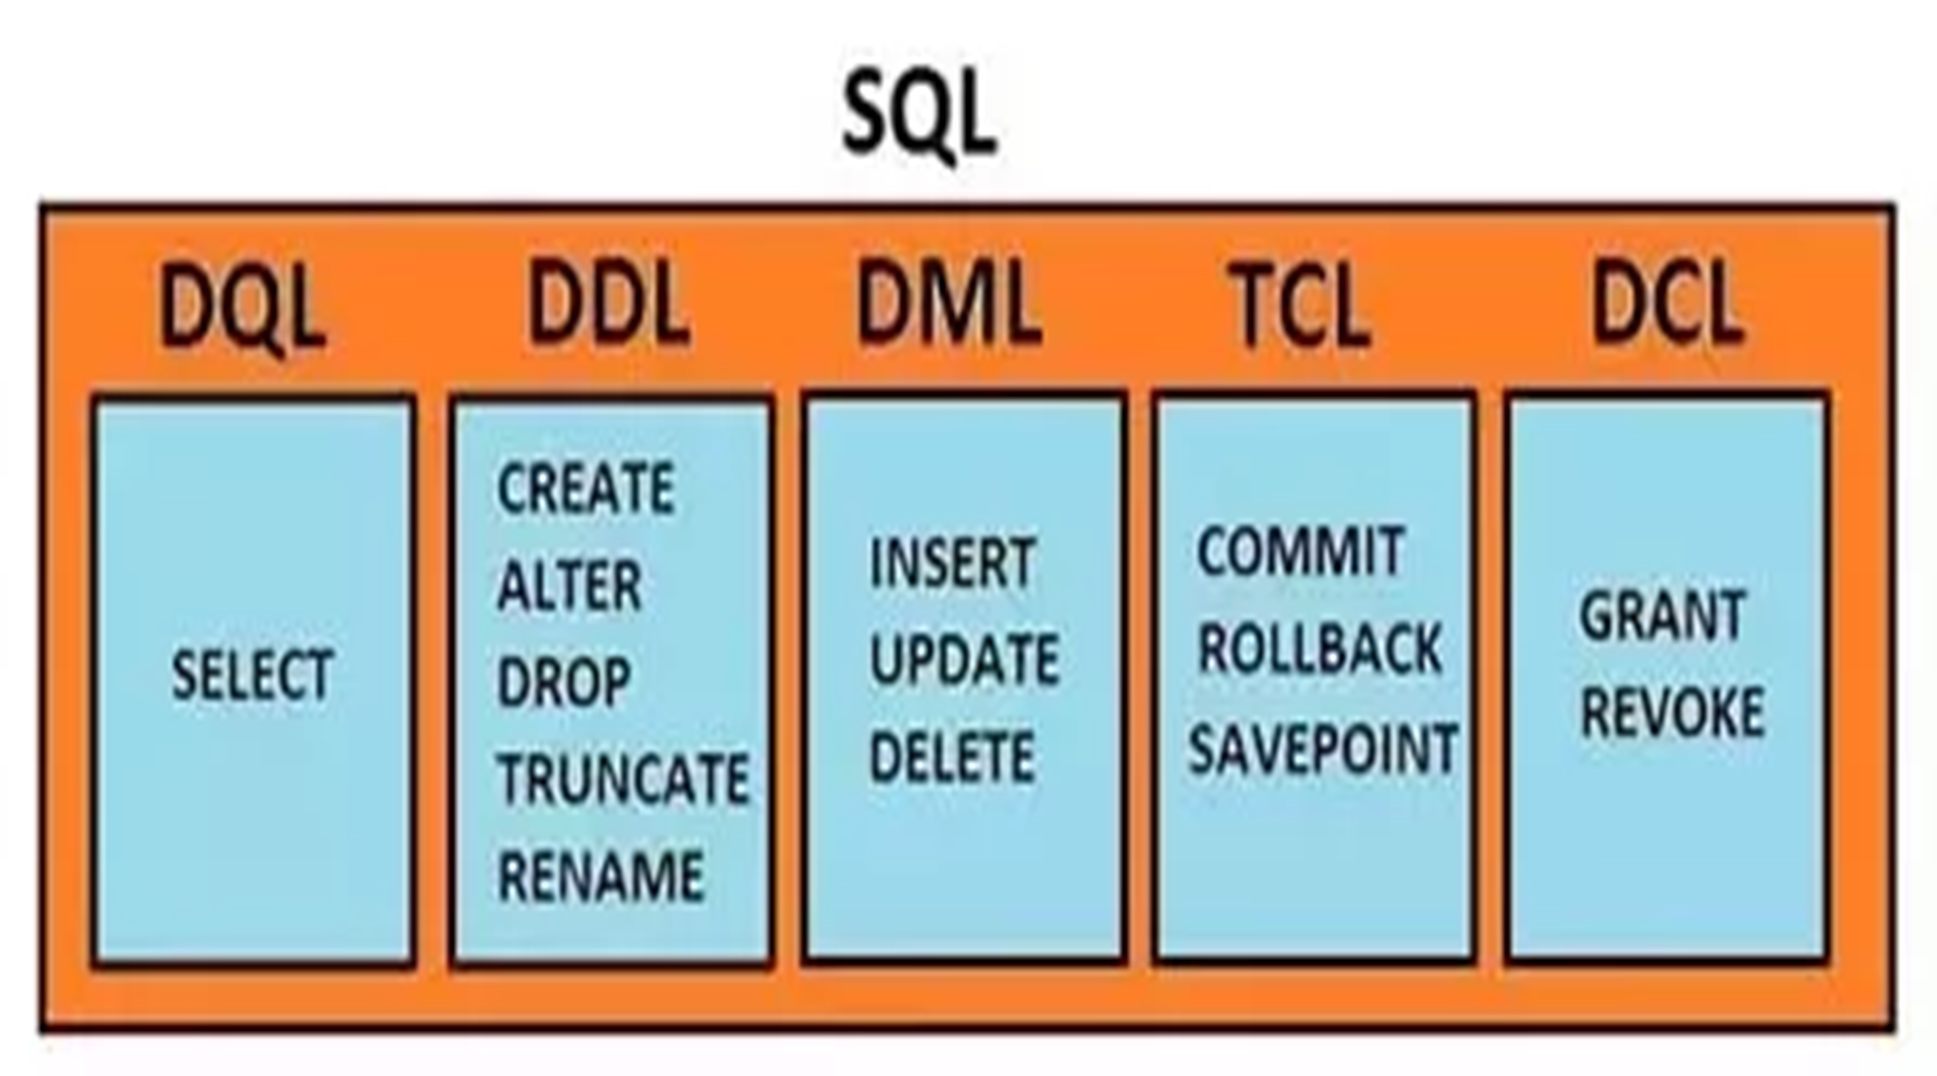 SQL
DQL DDL DML TCL DCL
SELECT
CREATE
ALTER
DROP
TRUNCATE
RENAME
INSERT
UPDATE
DELETE
COMMIT
ROLLBACK
SAVEPOINT
GRANT
REVOKE